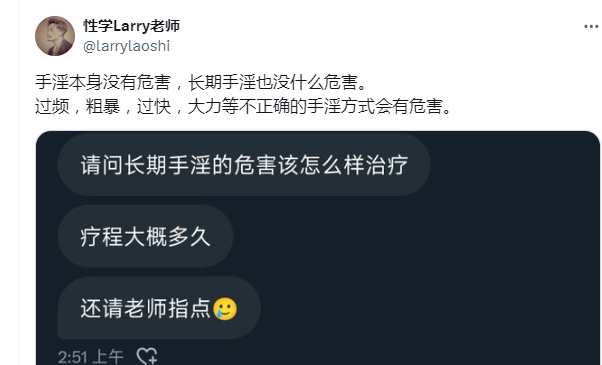 性学Larry老师
@larrylaoshi
手淫本身没有危害，长期手淫也没什么危害。
过频，粗暴，过快，大力等不正确的手淫方式会有危害。
请问长期手淫的危害该怎么样治疗
疗程大概多久
还请老师指点🥲
2:51 上午